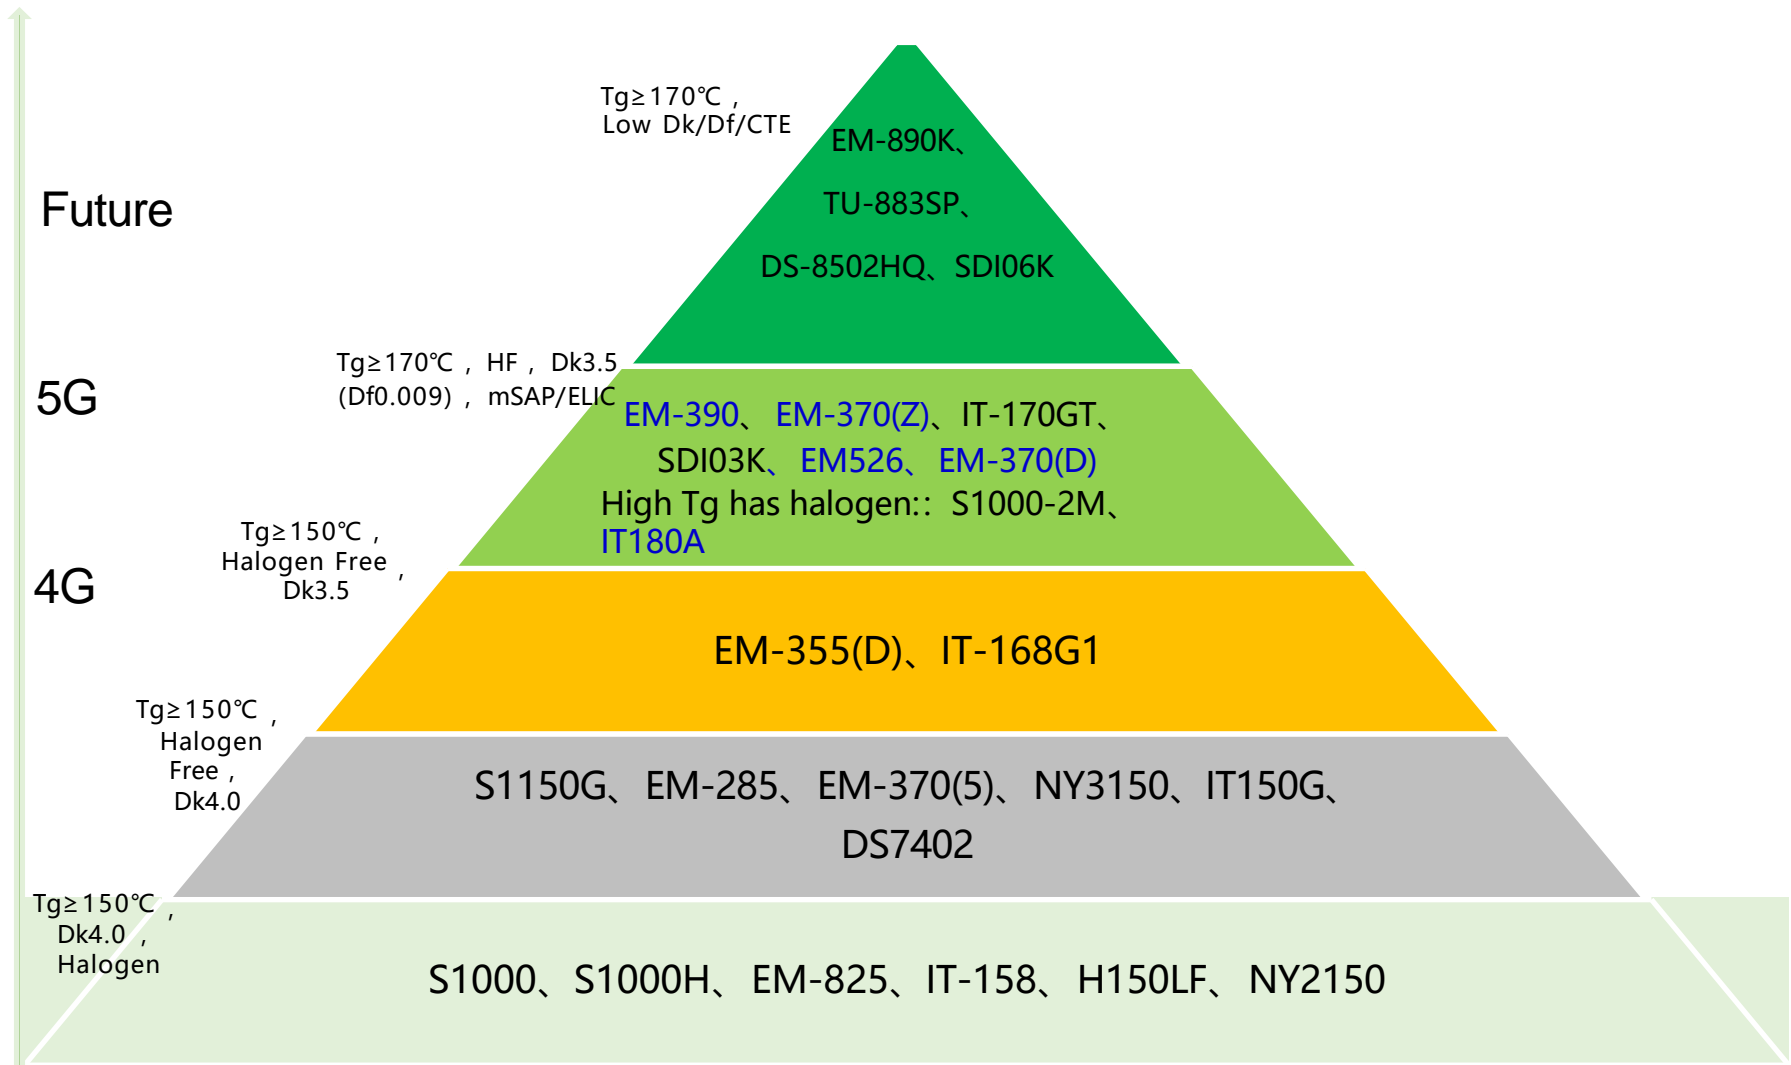 Tg≥170℃，
Low Dk/Df/CTE
EM-890K、
TU-883SP、
DS-8502HQ、SDI06K
Future
Tg≥170℃，HF，Dk3.5
(Df0.009)，mSAP/ELIC
5G
EM-390、EM-370(Z)、IT-170GT、
SDI03K、EM526、EM-370(D)
High Tg has halogen:：S1000-2M、
IT180A
Tg≥150℃，
Halogen Free，
Dk3.5
4G
EM-355(D)、IT-168G1
Tg≥150℃，
Halogen
Free，
Dk4.0
S1150G、EM-285、EM-370(5)、NY3150、IT150G、
DS7402
Tg≥150℃，
Dk4.0，
Halogen
S1000、S1000H、EM-825、IT-158、H150LF、NY2150